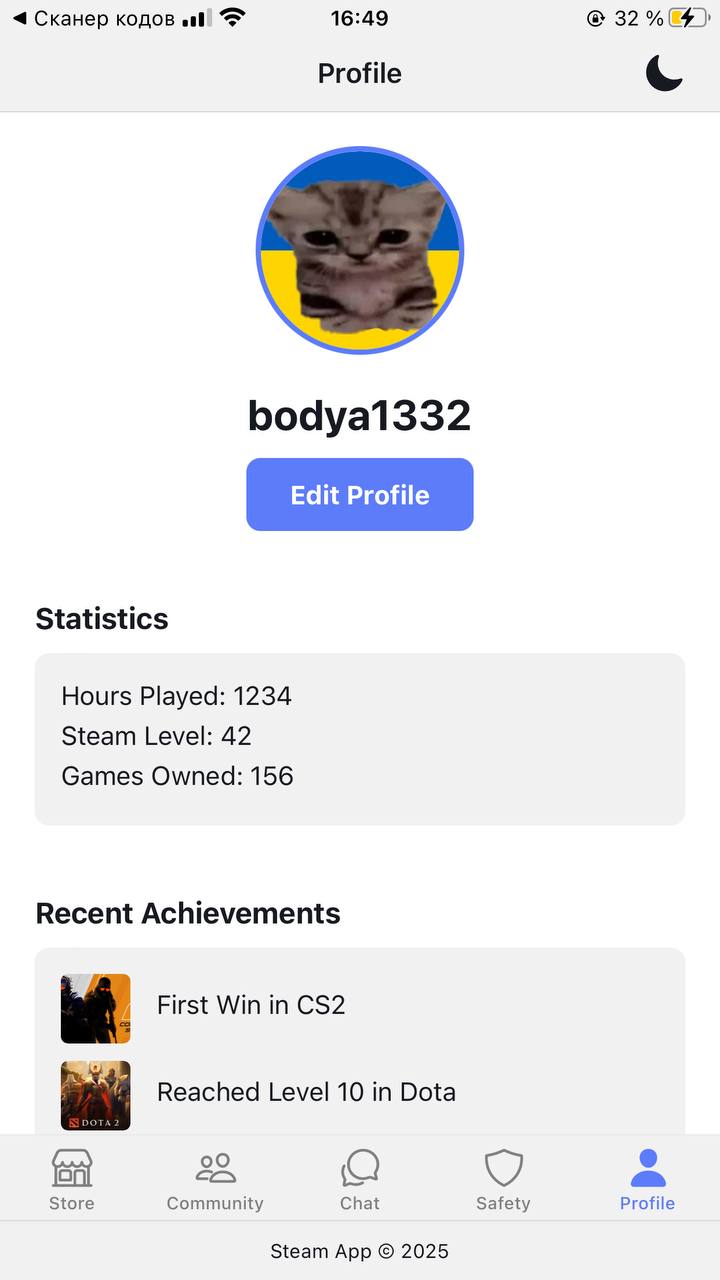 Сканер кодов 16:49 32 %
Profile
bodya1332
Edit Profile
Statistics
Hours Played: 1234
Steam Level: 42
Games Owned: 156
Recent Achievements
First Win in CS2
DOTA 2
Reached Level 10 in Dota
Store Community Chat Safety Profile
Steam App © 2025